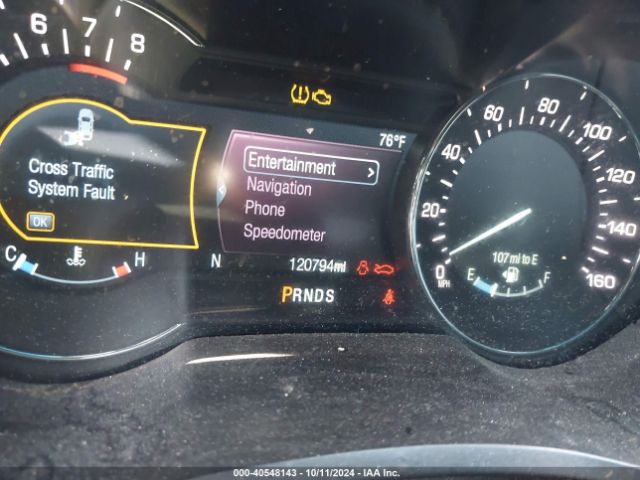 6 7 8
76°F
Cross Traffic
System Fault
OK
Entertainment >
Navigation
Phone
Speedometer
C H
N
120794mi
PRNDS
0 20 40 60 80 100 120 140 160
MPH
107 mi to E
E F
000-40548143 - 10/11/2024 - IAA Inc.